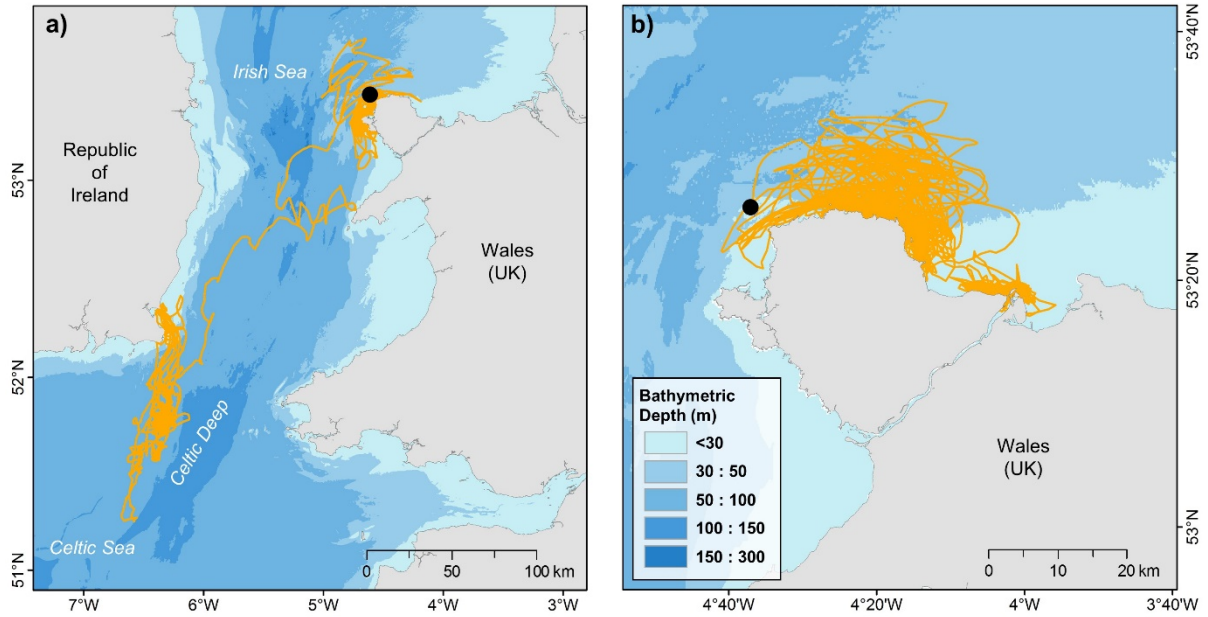 a)
Irish Sea
Republic
of
Ireland
53°N
Wales
(UK)
52°N
Celtic Deep
Celtic Sea
51°N
0 50 100 km
7°W 6°W 5°W 4°W 3°W
b)
53°40'N
53°20'N
Bathymetric
Depth (m)
<30
30 : 50
50 : 100
100 : 150
150 : 300
Wales
(UK)
53°N
0 10 20 km
4°40'W 4°20'W 4°W 3°40'W